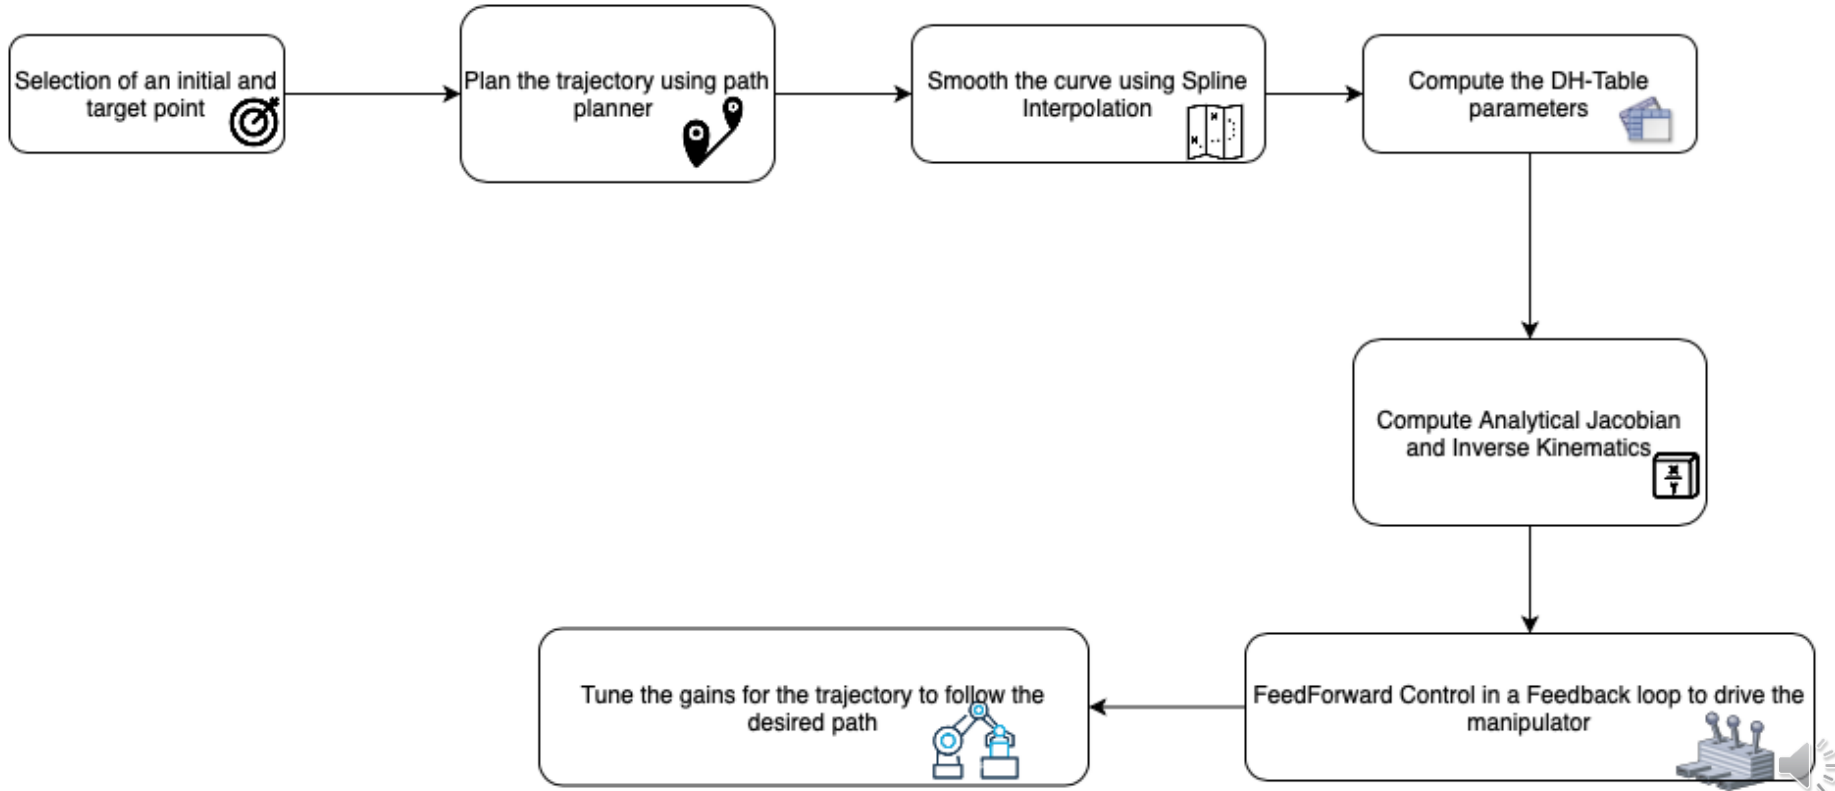 Selection of an initial and
target point
Plan the trajectory using path
planner
Smooth the curve using Spline
Interpolation
Compute the DH-Table
parameters
Compute Analytical Jacobian
and Inverse Kinematics
X
Y
FeedForward Control in a Feedback loop to drive the
manipulator
Tune the gains for the trajectory to follow the
desired path